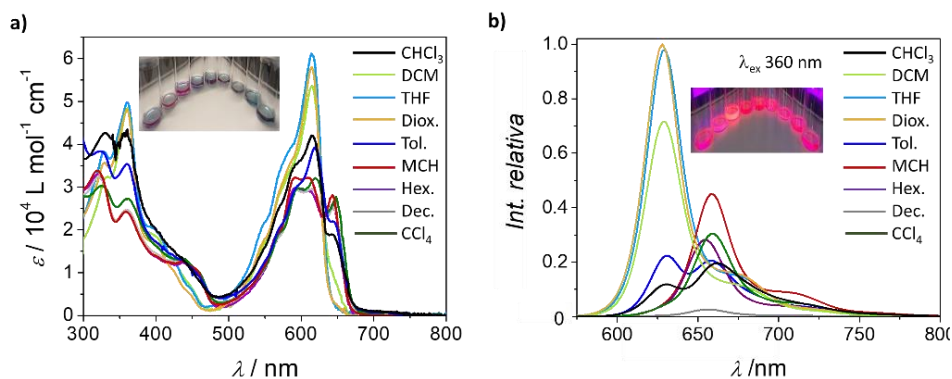 a)
6
5
4
3
2
1
0
300
400
500
600
700
800
ε / 10⁴ L mol⁻¹ cm⁻¹
λ / nm
CHCl₃
DCM
THF
Diox.
Tol.
MCH
Hex.
Dec.
CCl₄
b)
1.0
0.8
0.6
0.4
0.2
0.0
600
650
700
750
800
Int. relativa
λ /nm
λex 360 nm
CHCl₃
DCM
THF
Diox.
Tol.
MCH
Hex.
Dec.
CCl₄